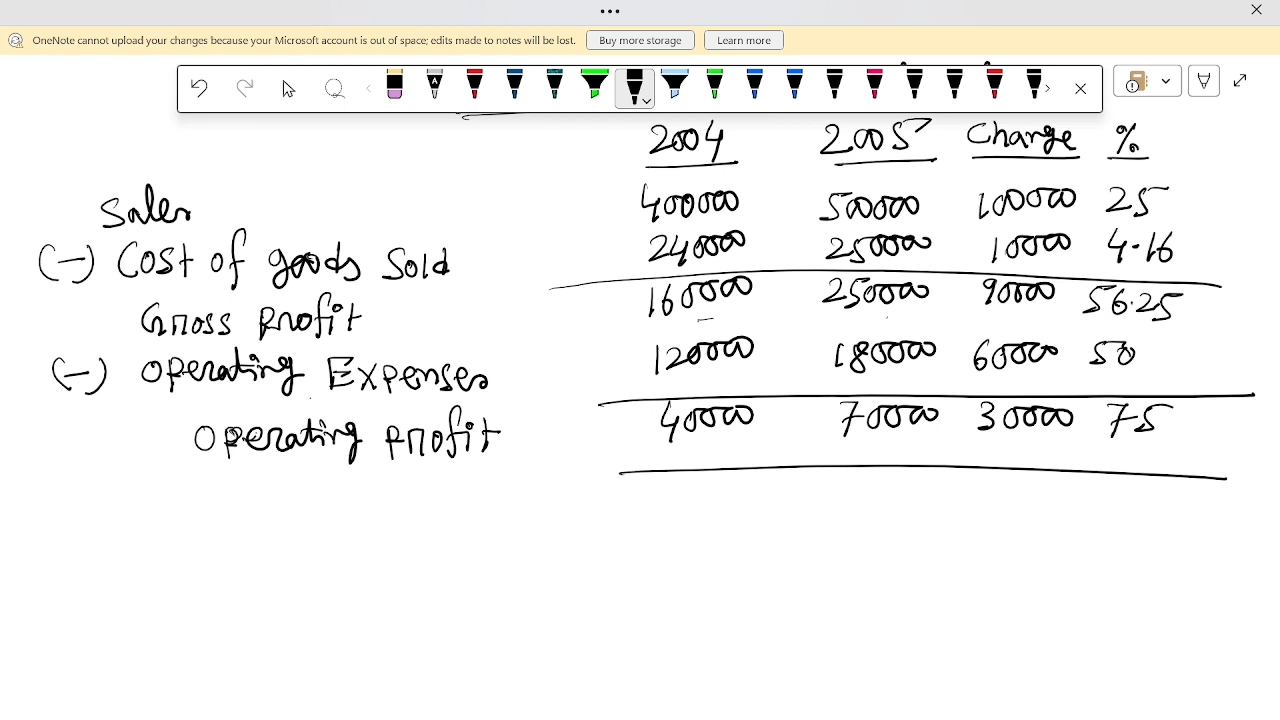 OneNote cannot upload your changes because your Microsoft account is out of space; edits made to notes will be lost. Buy more storage Learn more
2004 2005 Change %
Sales 400000 500000 100000 25
(-) Cost of goods Sold 240000 250000 10000 4.16
Gross Profit 160000 250000 90000 56.25
(-) Operating Expenses 120000 180000 60000 50
Operating Profit 40000 70000 30000 75